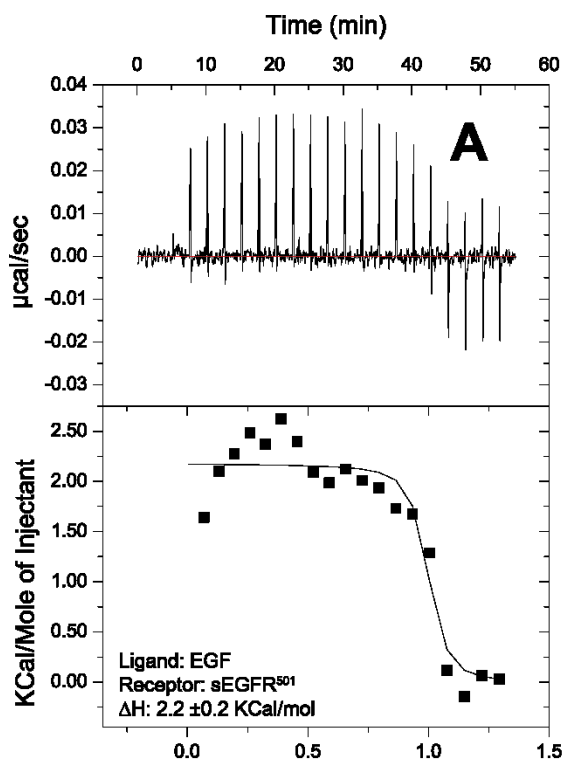 Time (min)
0 10 20 30 40 50 60
0.04
0.03
0.02
0.01
0.00
-0.01
-0.02
-0.03
µcal/sec
A
2.50
2.00
1.50
1.00
0.50
0.00
KCal/Mole of Injectant
Ligand: EGF
Receptor: sEGFR⁵⁰¹
ΔH: 2.2 ±0.2 KCal/mol
0.0 0.5 1.0 1.5